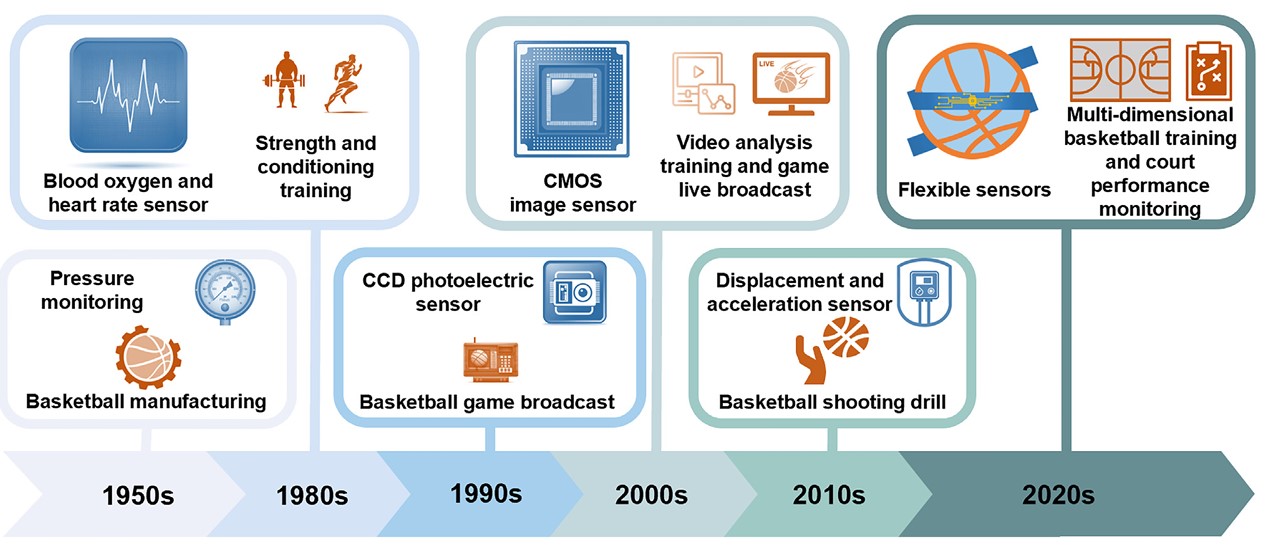 Blood oxygen and
heart rate sensor
Strength and
conditioning
training
CMOS
image sensor
LIVE
Video analysis
training and game
live broadcast
Flexible sensors
Multi-dimensional
basketball training
and court
performance
monitoring
Pressure
monitoring
Basketball manufacturing
CCD photoelectric
sensor
Basketball game broadcast
Displacement and
acceleration sensor
Basketball shooting drill
1950s
1980s
1990s
2000s
2010s
2020s